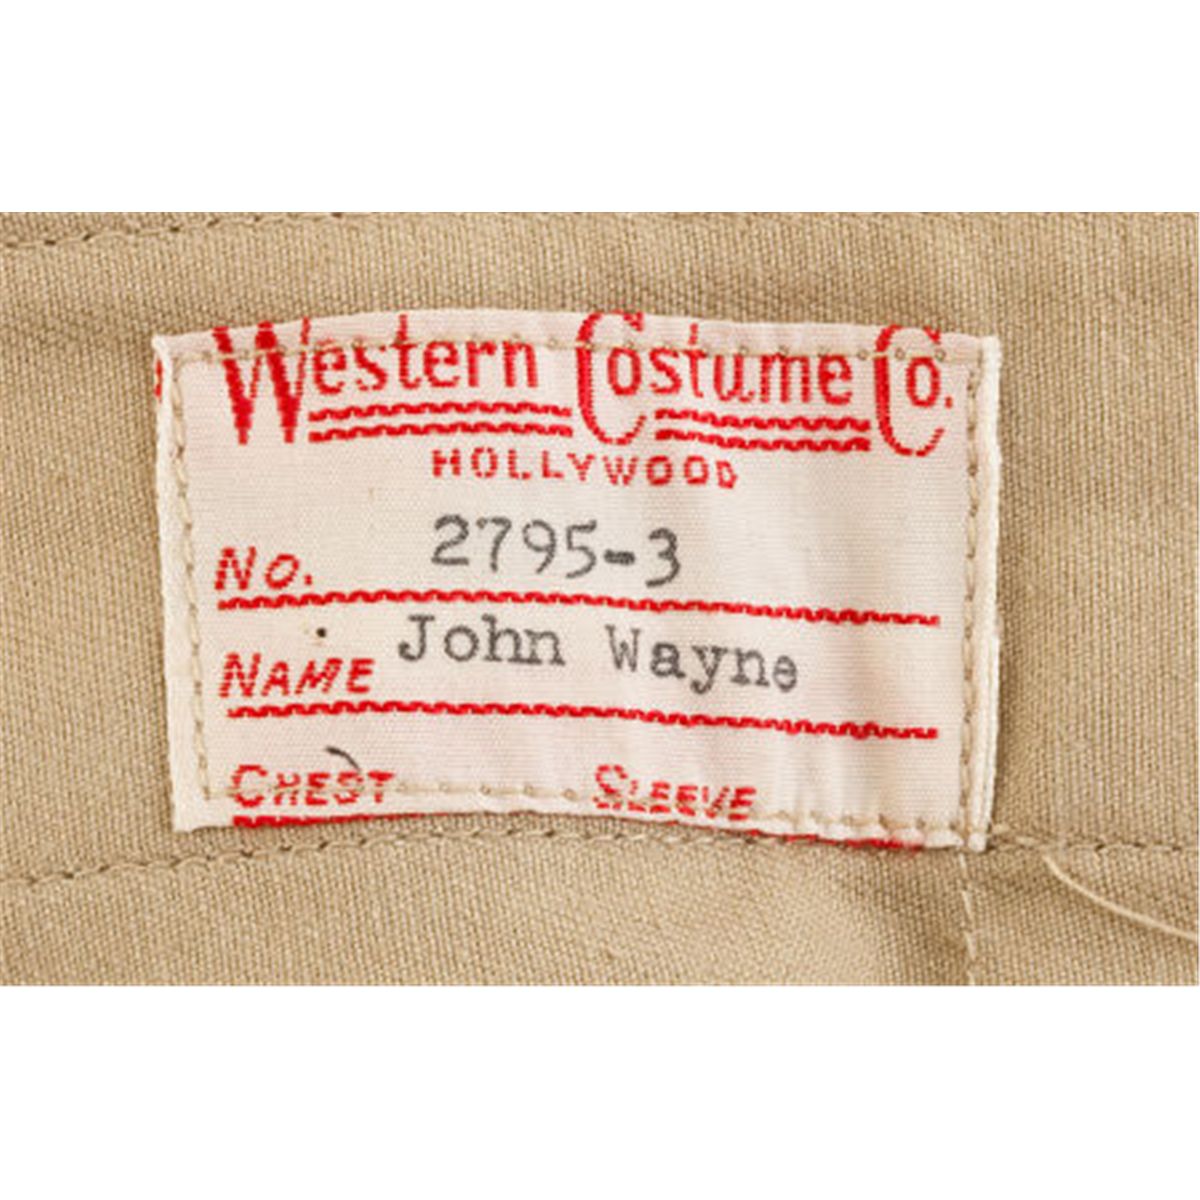 Western Costume Co.
HOLLYWOOD
No. 2795-3
NAME John Wayne
CHEST SLEEVE